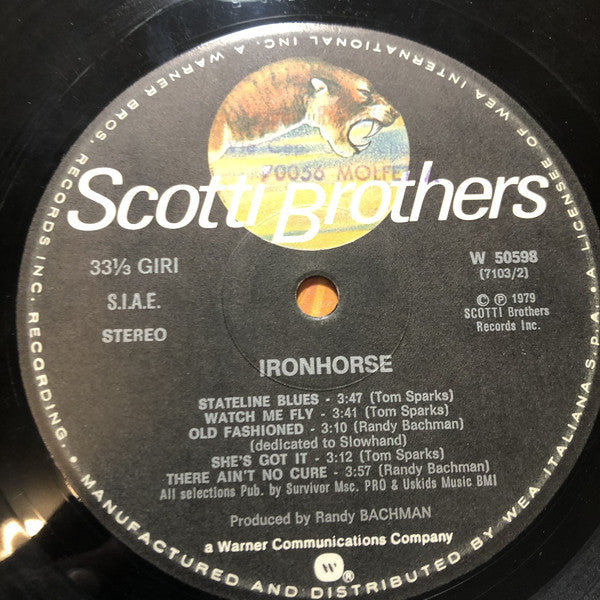 70056 MOLFE
Scotti Brothers
33⅓ GIRI
S.I.A.E.
STEREO
W 50598
(7103/2)
© ℗ 1979
SCOTTI Brothers
Records Inc.
IRONHORSE
STATELINE BLUES - 3:47 (Tom Sparks)
WATCH ME FLY - 3:41 (Tom Sparks)
OLD FASHIONED - 3:10 (Randy Bachman)
(dedicated to Slowhand)
SHE'S GOT IT - 3:12 (Tom Sparks)
THERE AIN'T NO CURE - 3:57 (Randy Bachman)
All selections Pub. by Survivor Msc. PRO & Uskids Music BMI
Produced by Randy BACHMAN
a Warner Communications Company
W ®
• MANUFACTURED AND DISTRIBUTED BY WEA ITALIANA S.p.A. • A LICENSEE OF WEA INTERNATIONAL INC. A WARNER BROS. RECORDS INC. RECORDING.